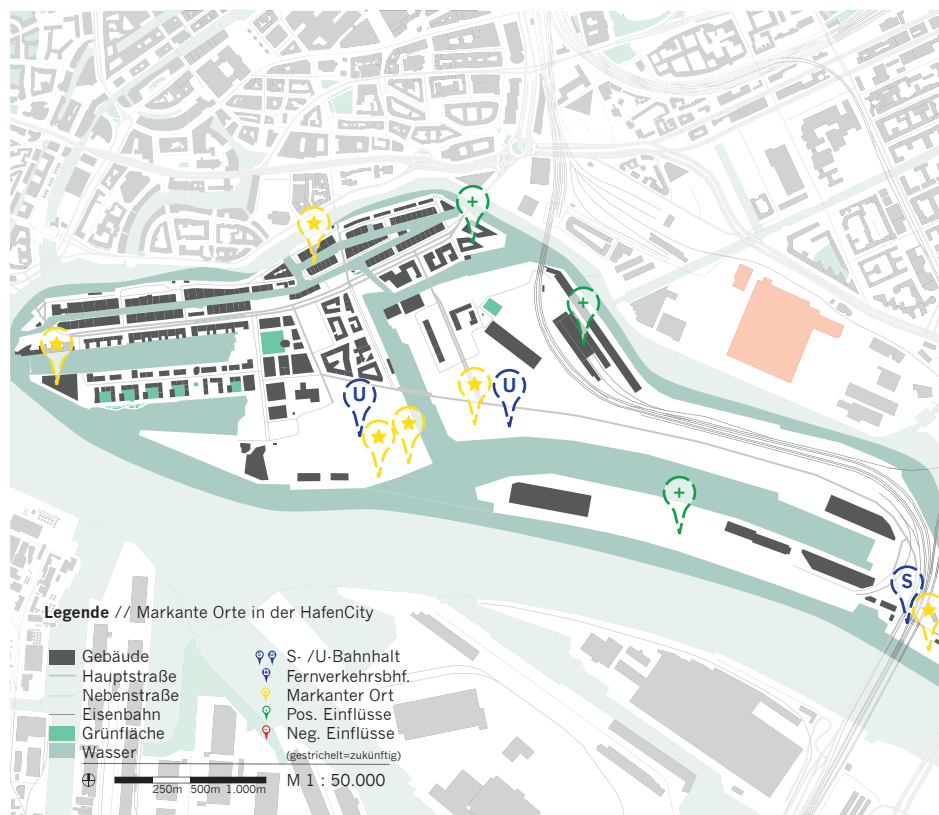 U
U
S
Legende // Markante Orte in der HafenCity
Gebäude
Hauptstraße
Nebenstraße
Eisenbahn
Grünfläche
Wasser
S- /U-Bahnhalt
Fernverkehrsbhf.
Markanter Ort
Pos. Einflüsse
Neg. Einflüsse
(gestrichelt=zukünftig)
250m 500m 1.000m
M 1 : 50.000